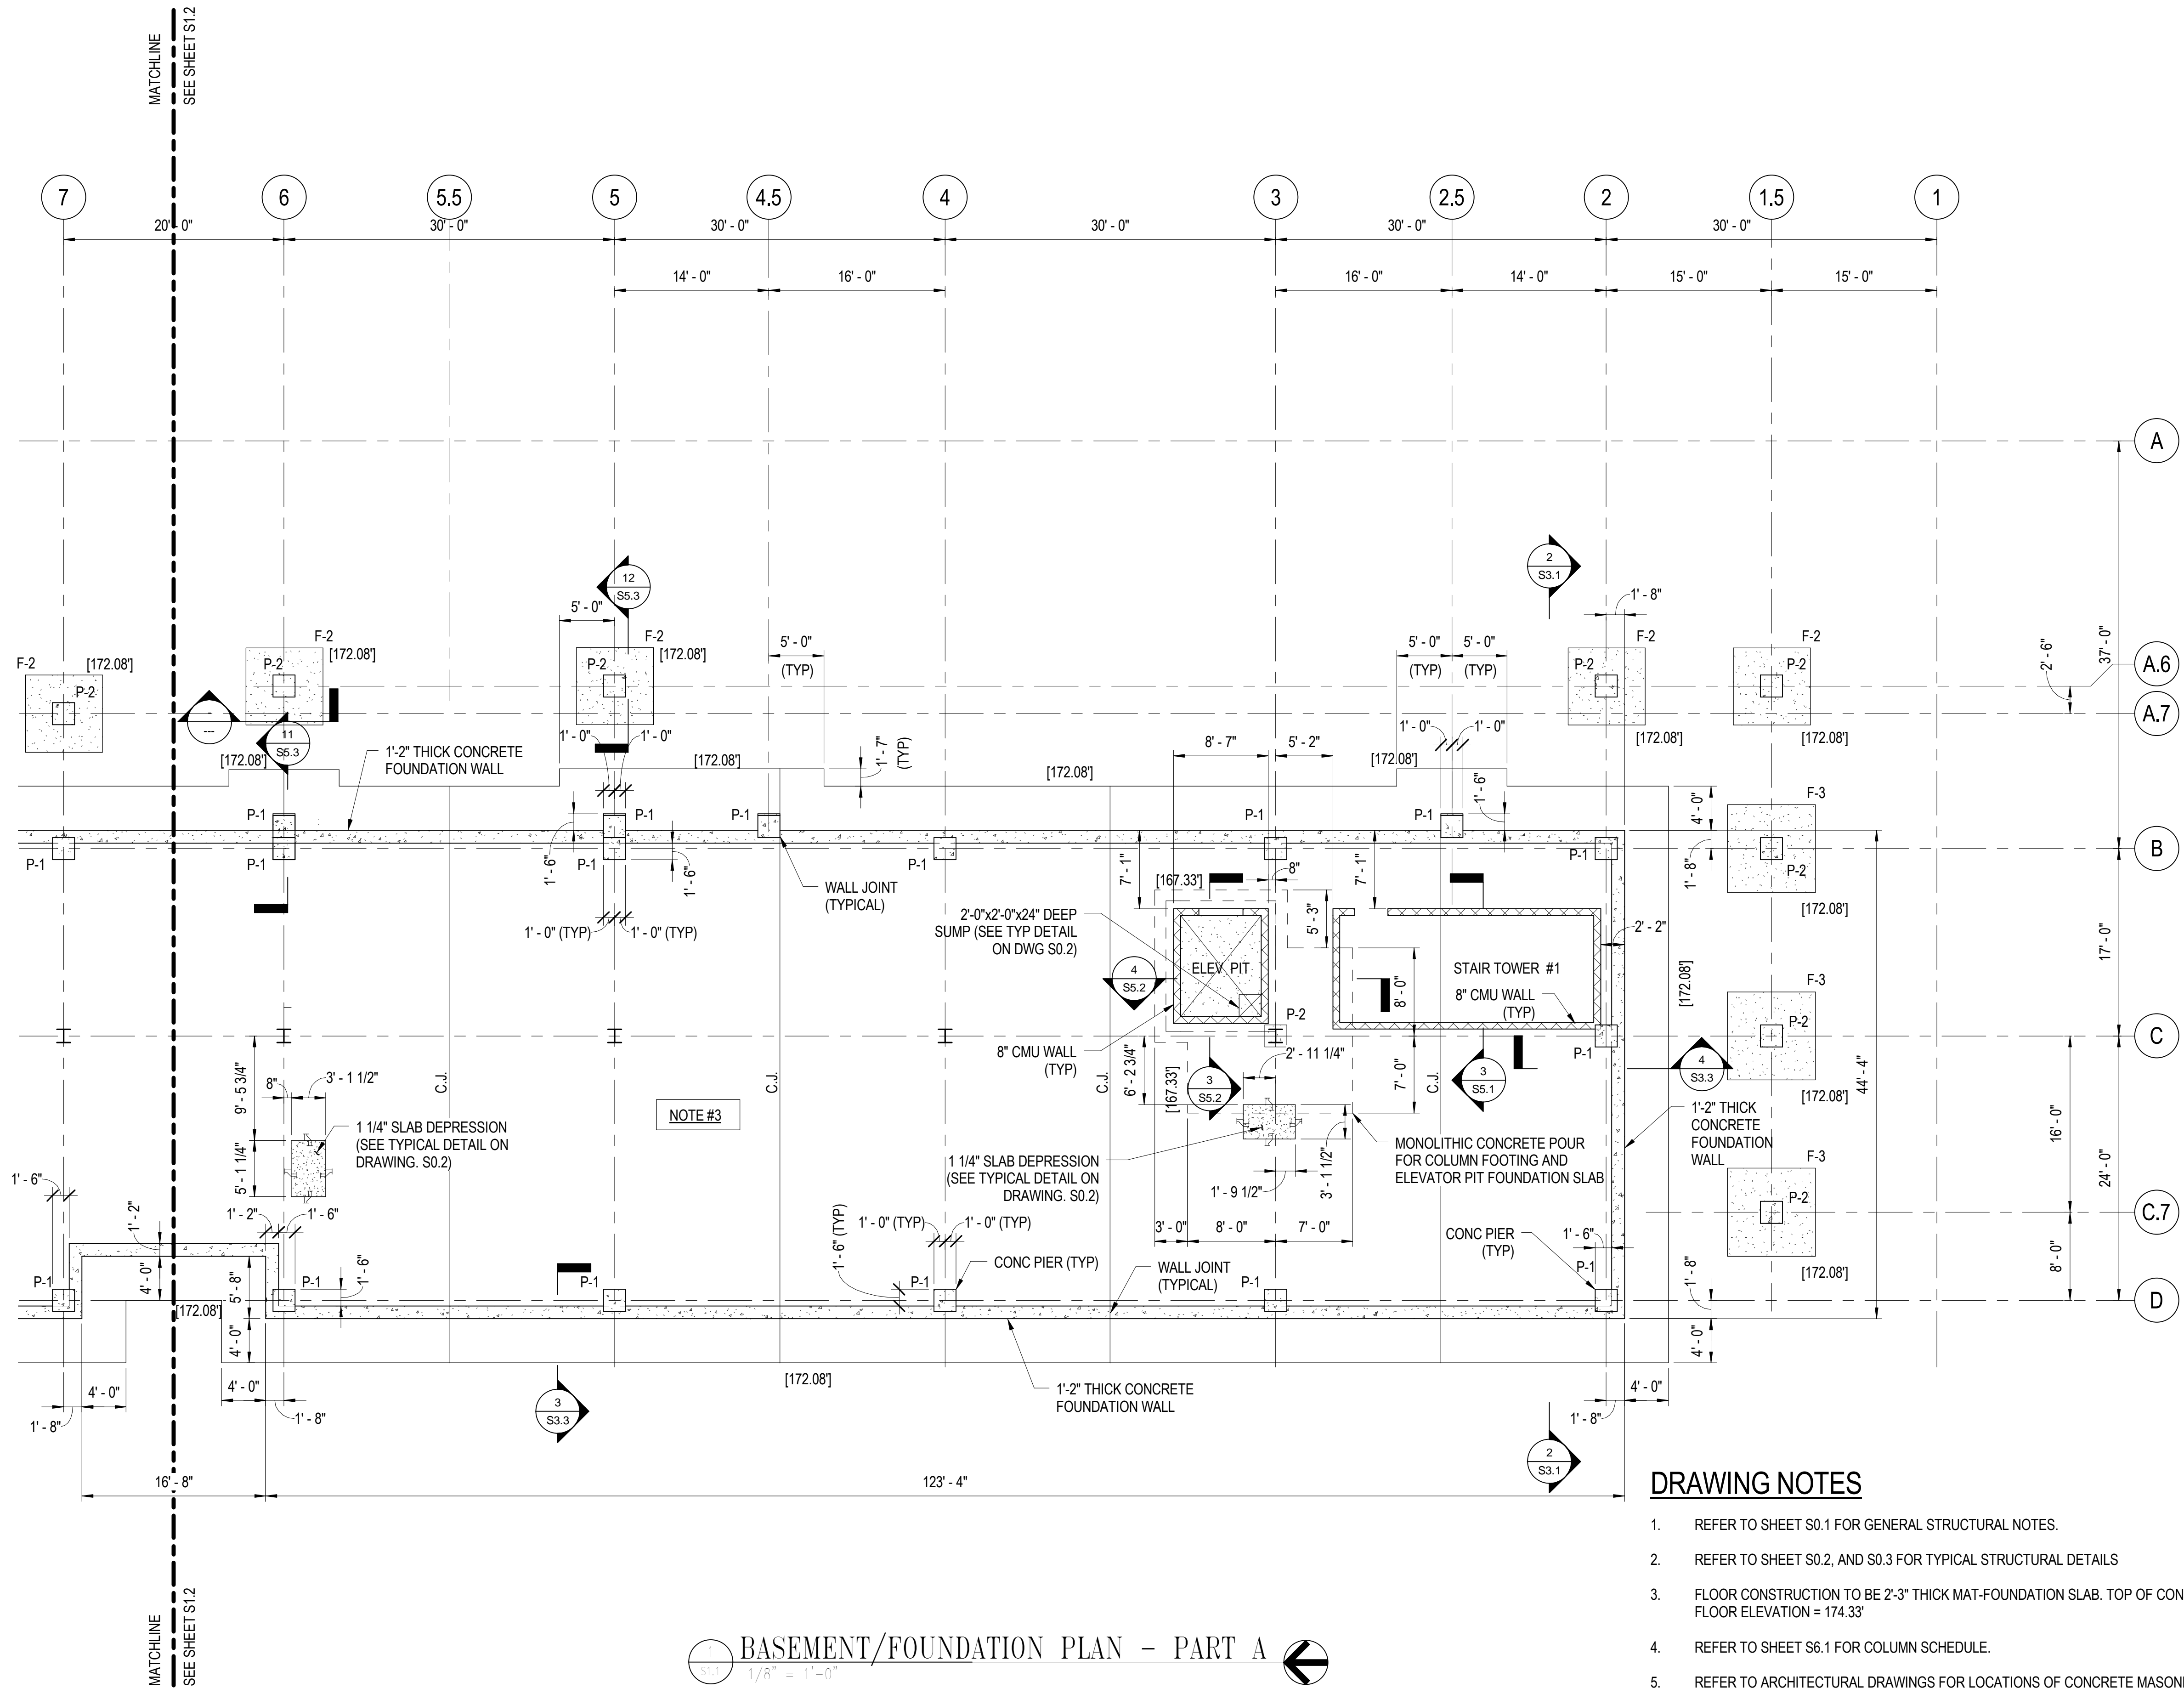 MATCHLINE
SEE SHEET S1.2
7
6
5.5
5
4.5
4
3
2.5
2
1.5
1
20' - 0"
30' - 0"
30' - 0"
30' - 0"
30' - 0"
30' - 0"
14' - 0"
16' - 0"
16' - 0"
14' - 0"
15' - 0"
15' - 0"
A
2
S3.1
12
S5.3
5' - 0"
1' - 8"
F-2
[172.08']
P-2
F-2
P-2
[172.08']
F-2
P-2
[172.08']
5' - 0"
(TYP)
5' - 0"
(TYP)
5' - 0"
(TYP)
F-2
P-2
[172.08']
F-2
P-2
[172.08']
2' - 6"
37' - 0"
A.6
A.7
---
11
S5.3
[172.08']
1'-2" THICK CONCRETE
FOUNDATION WALL
1' - 0"
1' - 0"
[172.08']
1' - 7"
(TYP)
[172.08']
8' - 7"
5' - 2"
[172.08']
1' - 0"
1' - 0"
1' - 6"
4' - 0"
F-3
P-1
P-1
P-1
P-1
1' - 6"
P-1
1' - 6"
P-1
P-1
P-1
P-1
P-1
1' - 8"
P-2
[172.08']
B
7' - 1"
[167.33']
8"
7' - 1"
WALL JOINT
(TYPICAL)
2'-0"x2'-0"x24" DEEP
SUMP (SEE TYP DETAIL
ON DWG S0.2)
5' - 3"
1' - 0" (TYP)
1' - 0" (TYP)
2' - 2"
17' - 0"
4
S5.2
ELEV. PIT
STAIR TOWER #1
8" CMU WALL
(TYP)
8' - 0"
[172.08']
F-3
P-2
P-2
[172.08']
C
9' - 5 3/4"
8"
3' - 1 1/2"
C.J.
C.J.
8" CMU WALL
(TYP)
C.J.
6' - 2 3/4"
[167.33']
3
S5.2
2' - 11 1/4"
7' - 0"
C.J.
3
S5.1
P-1
4
S3.3
44' - 4"
NOTE #3
1 1/4" SLAB DEPRESSION
(SEE TYPICAL DETAIL ON
DRAWING. S0.2)
5' - 1 1/4"
1 1/4" SLAB DEPRESSION
(SEE TYPICAL DETAIL ON
DRAWING. S0.2)
1' - 9 1/2"
3' - 1 1/2"
MONOLITHIC CONCRETE POUR
FOR COLUMN FOOTING AND
ELEVATOR PIT FOUNDATION SLAB
1'-2" THICK
CONCRETE
FOUNDATION
WALL
F-3
P-2
[172.08']
16' - 0"
24' - 0"
C.7
1' - 6"
1' - 2"
1' - 2"
1' - 6"
1' - 6"
1' - 6" (TYP)
1' - 0" (TYP)
1' - 0" (TYP)
3' - 0"
8' - 0"
7' - 0"
CONC PIER
(TYP)
1' - 6"
CONC PIER (TYP)
WALL JOINT
(TYPICAL)
P-1
4' - 0"
5' - 8"
[172.08']
P-1
P-1
P-1
P-1
P-1
1' - 8"
8' - 0"
D
4' - 0"
4' - 0"
4' - 0"
1' - 8"
4' - 0"
1' - 8"
3
S3.3
[172.08']
1'-2" THICK CONCRETE
FOUNDATION WALL
4' - 0"
1' - 8"
2
S3.1
16' - 8"
123' - 4"
MATCHLINE
SEE SHEET S1.2
1
S1.1
BASEMENT/FOUNDATION PLAN - PART A
1/8" = 1'-0"
DRAWING NOTES
1. REFER TO SHEET S0.1 FOR GENERAL STRUCTURAL NOTES.
2. REFER TO SHEET S0.2, AND S0.3 FOR TYPICAL STRUCTURAL DETAILS
3. FLOOR CONSTRUCTION TO BE 2'-3" THICK MAT-FOUNDATION SLAB. TOP OF CON
FLOOR ELEVATION = 174.33'
4. REFER TO SHEET S6.1 FOR COLUMN SCHEDULE.
5. REFER TO ARCHITECTURAL DRAWINGS FOR LOCATIONS OF CONCRETE MASON